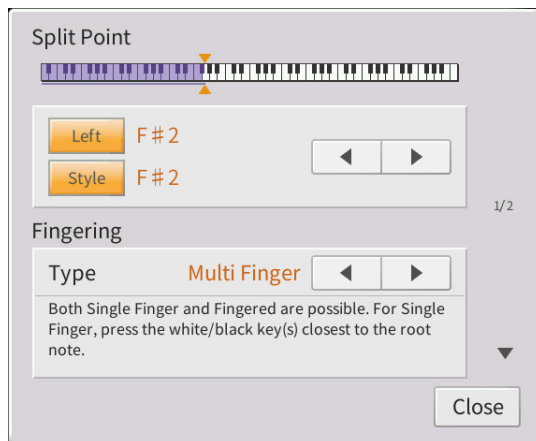 Split Point
Left F♯2
Style F♯2
1/2
Fingering
Type Multi Finger
Both Single Finger and Fingered are possible. For Single
Finger, press the white/black key(s) closest to the root
note.
Close